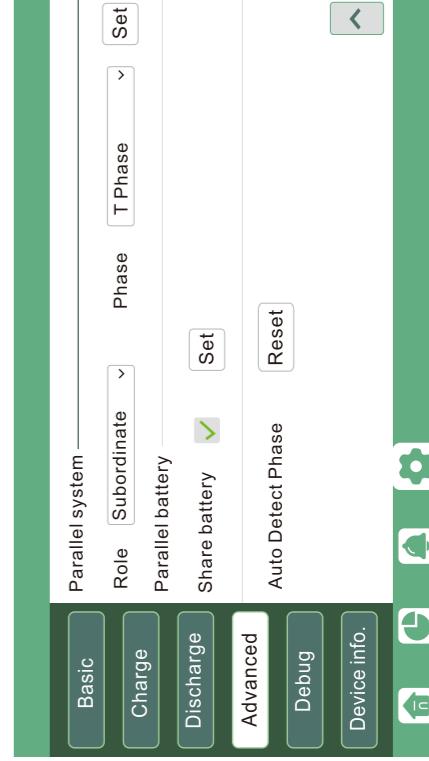 Basic
Charge
Discharge
Advanced
Debug
Device info.
Parallel system
Role Subordinate Phase T Phase Set
Parallel battery
Share battery Set
Auto Detect Phase Reset